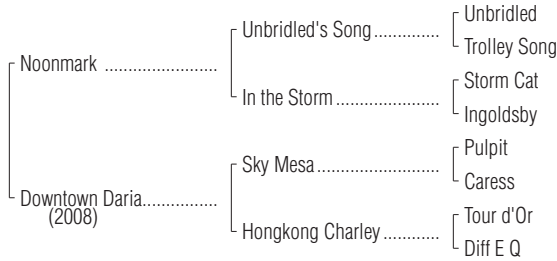 Unbridled
Unbridled's Song ..............
Trolley Song
Noonmark ........................
Storm Cat
In the Storm ......................
Ingoldsby
Pulpit
Sky Mesa ..........................
Caress
Downtown Daria................
(2008)
Tour d'Or
Hongkong Charley ............
Diff E Q